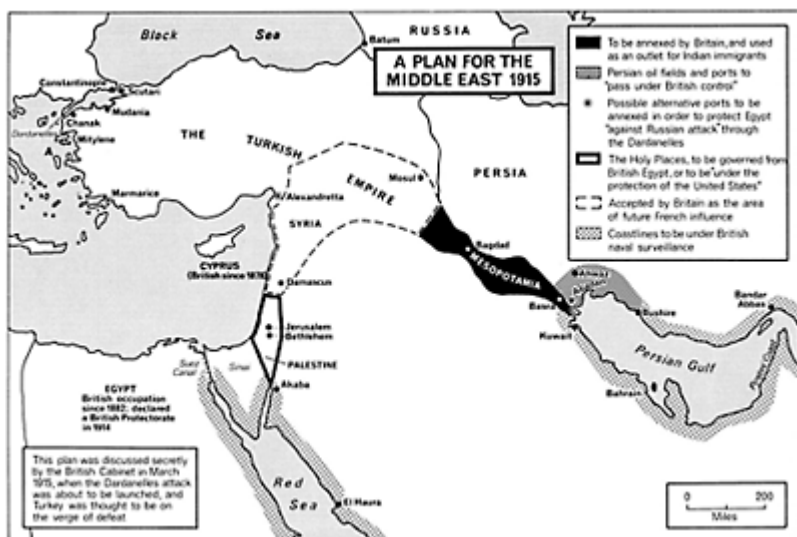 Black Sea
RUSSIA
Batum
A PLAN FOR THE
MIDDLE EAST 1915
To be annexed by Britain, and used
as an outlet for Indian immigrants
Persian oil fields and ports to
"pass under British control"
Possible alternative ports to be
annexed in order to protect Egypt
"against Russian attack" through
the Dardanelles
The Holy Places, to be governed from
British Egypt, or to be "under the
protection of the United States"
Accepted by Britain as the area
of future French influence
Coastlines to be under British
naval surveillance
Constantinople
Scutari
Mudania
Dardanelles
Chanak
Mitylene
Marmarice
THE TURKISH EMPIRE
Mosul
PERSIA
Alexandretta
SYRIA
CYPRUS
(British since 1878)
Damascus
Bagdad
MESOPOTAMIA
Ahwaz
Basra
Kuwait
Bushire
Bandar
Abbas
Persian Gulf
Bahrain
Jerusalem
Bethlehem
PALESTINE
Suez
Canal
Sinai
Akaba
EGYPT
British occupation
since 1882: declared
a British Protectorate
in 1914
This plan was discussed secretly
by the British Cabinet in March
1915, when the Dardanelles attack
was about to be launched, and
Turkey was thought to be on
the verge of defeat
Red
Sea
El Haura
0 200
Miles